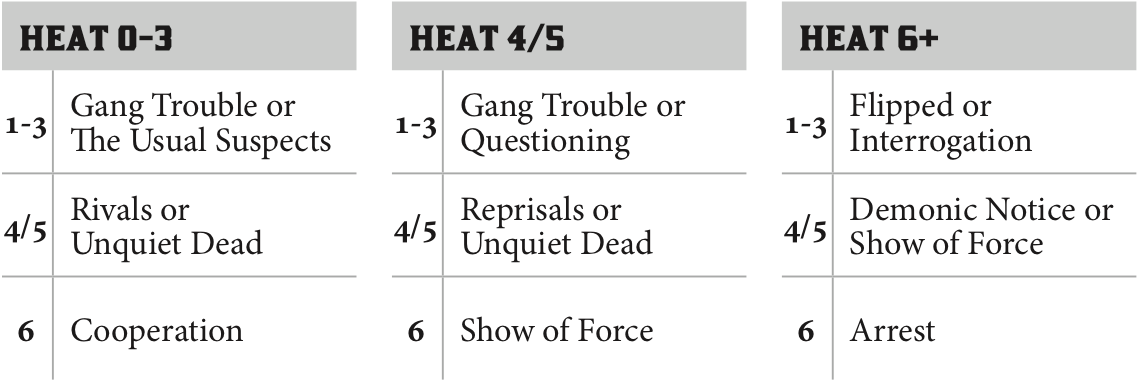 HEAT 0-3
1-3
Gang Trouble or
The Usual Suspects
4/5
Rivals or
Unquiet Dead
6
Cooperation
HEAT 4/5
1-3
Gang Trouble or
Questioning
4/5
Reprisals or
Unquiet Dead
6
Show of Force
HEAT 6+
1-3
Flipped or
Interrogation
4/5
Demonic Notice or
Show of Force
6
Arrest